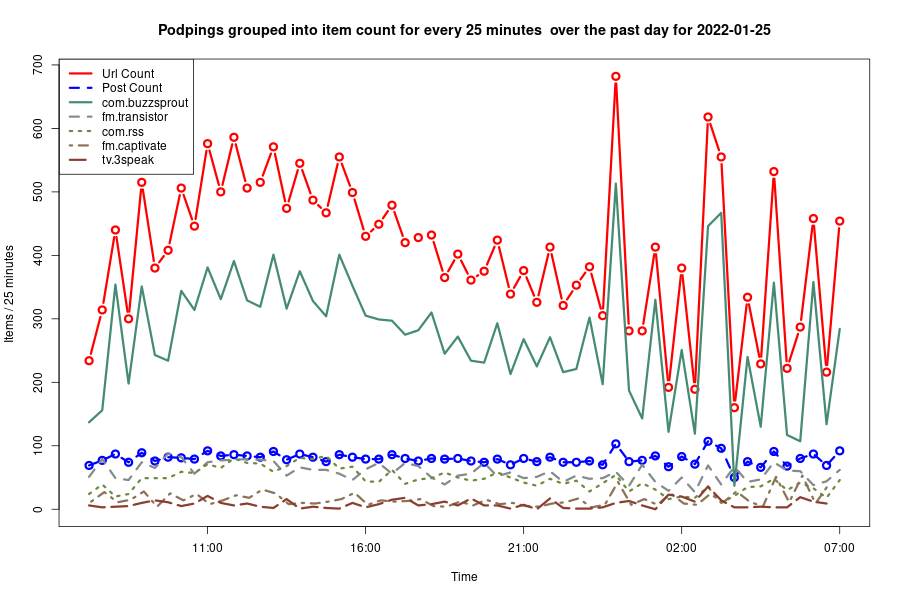 Podpings grouped into item count for every 25 minutes  over the past day for 2022-01-25
Url Count
Post Count
com.buzzsprout
fm.transistor
com.rss
fm.captivate
tv.3speak
700
600
500
400
300
200
100
0
Items / 25 minutes
11:00 16:00 21:00 02:00 07:00
Time